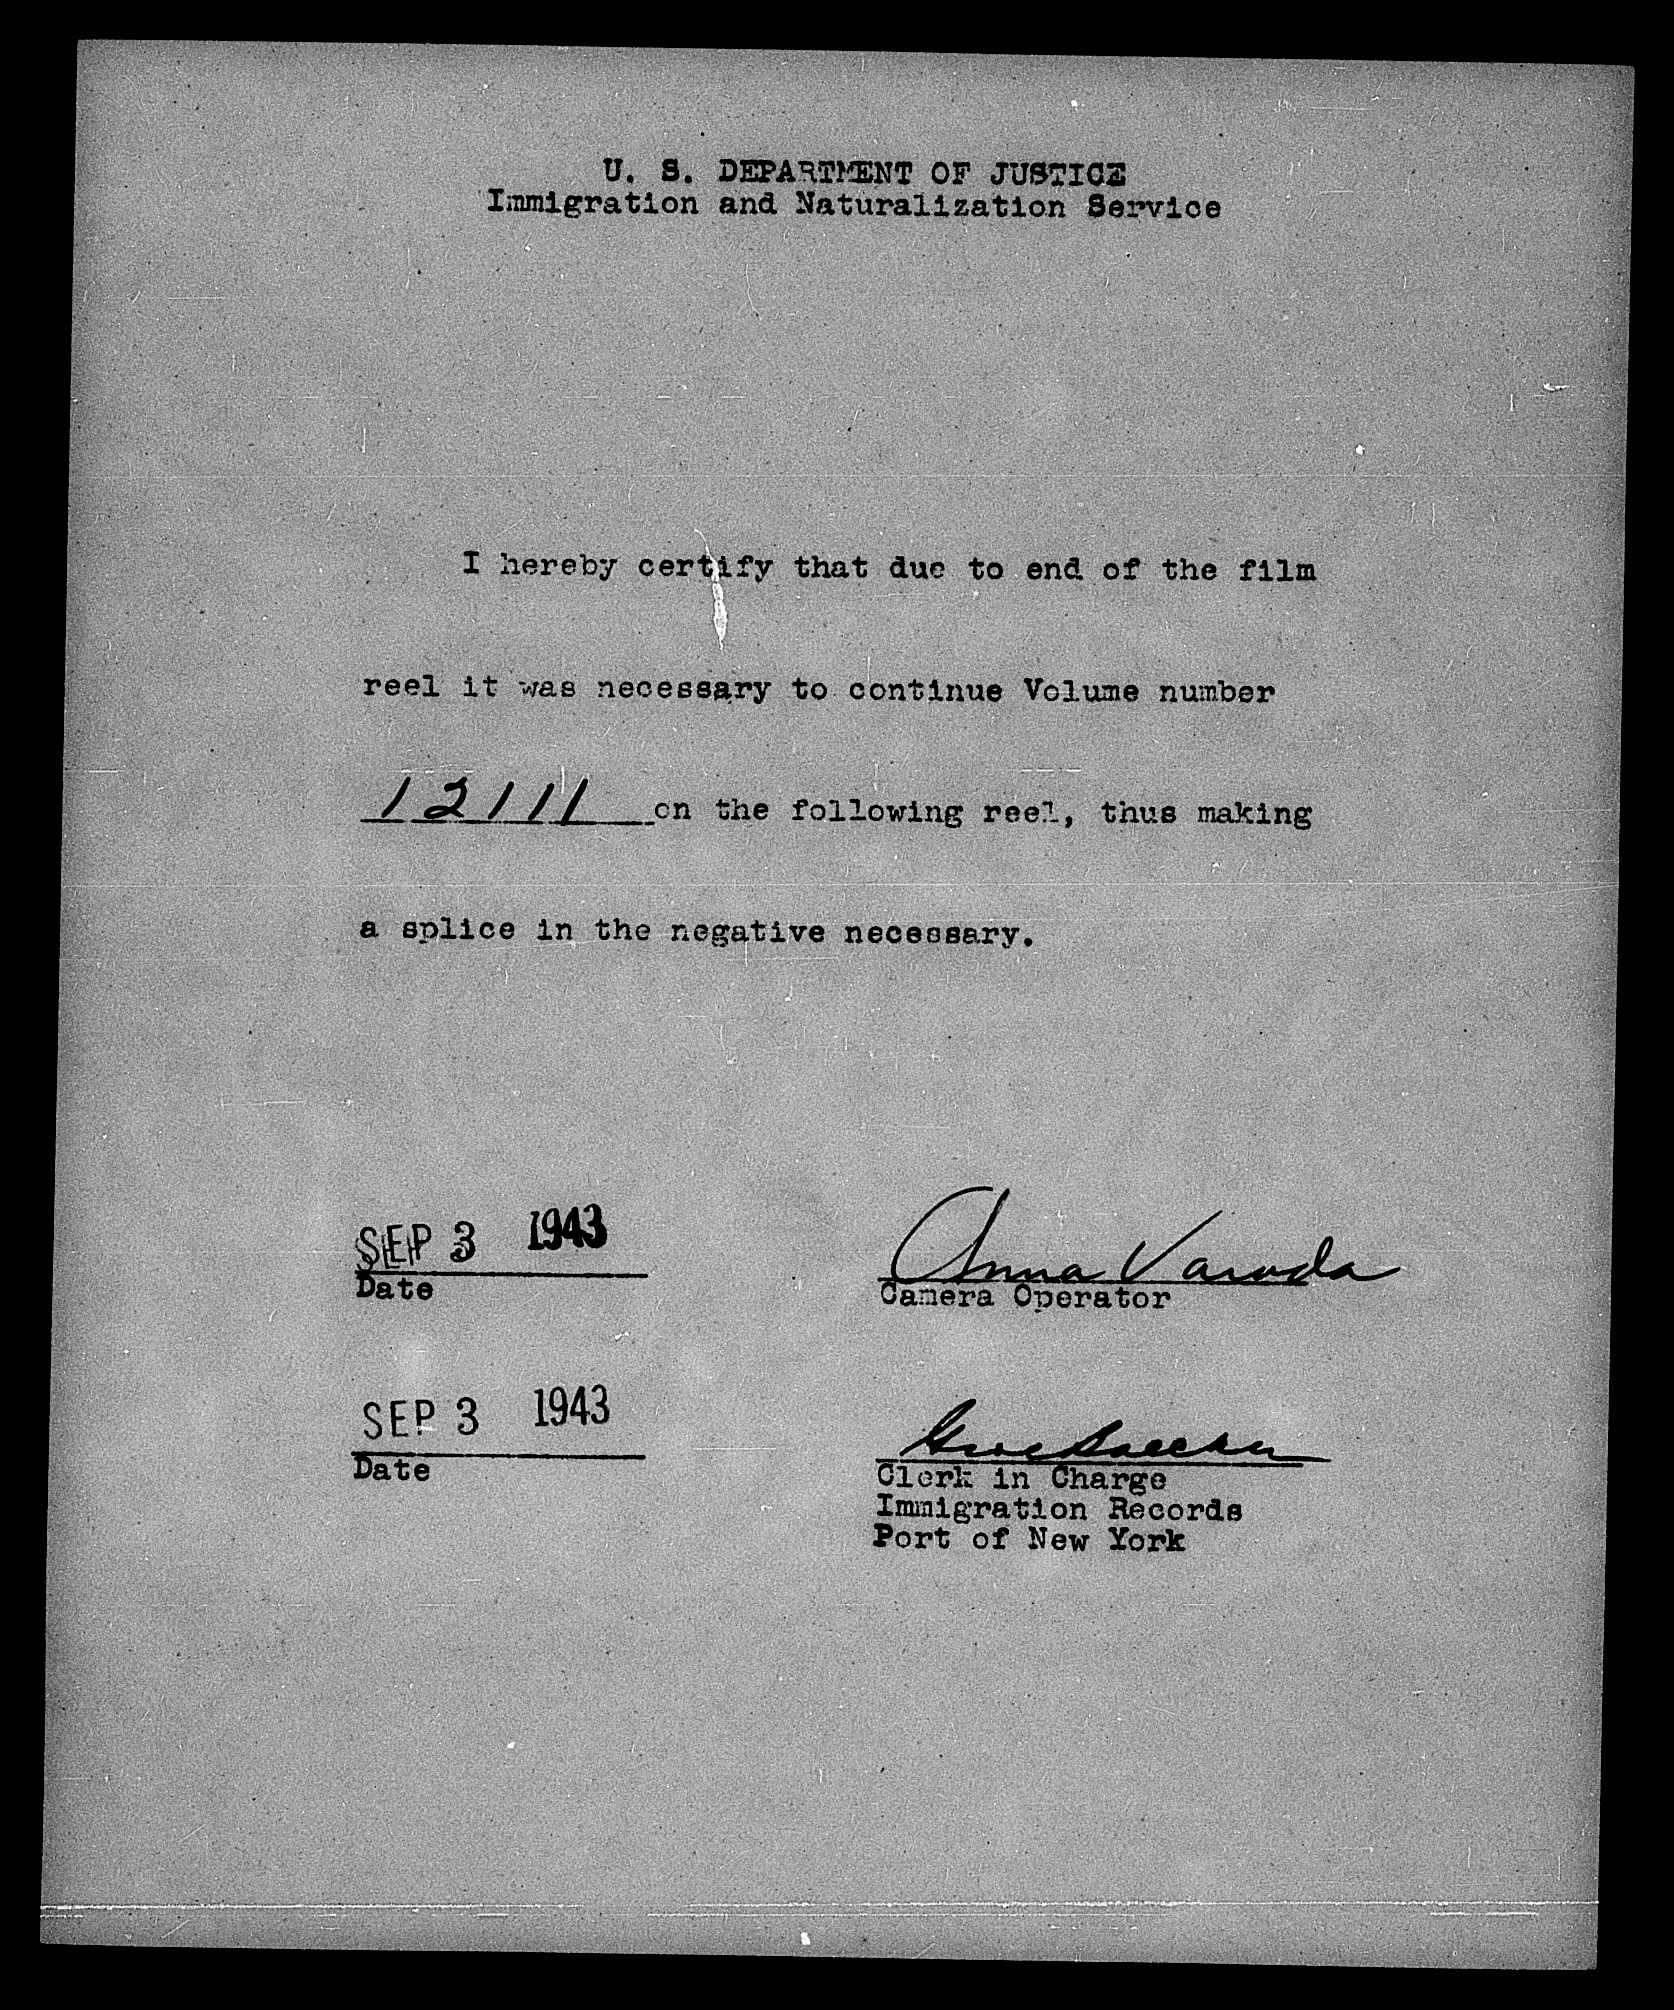 U. S. DEPARTMENT OF JUSTICE
Immigration and Naturalization Service
I hereby certify that due to end of the film
reel it was necessary to continue Volume number
12111 on the following reel, thus making
a splice in the negative necessary.
SEP 3 1943
Date
Anna
Camera Operator
SEP 3 1943
Date
Clerk in Charge
Immigration Records
Port of New York